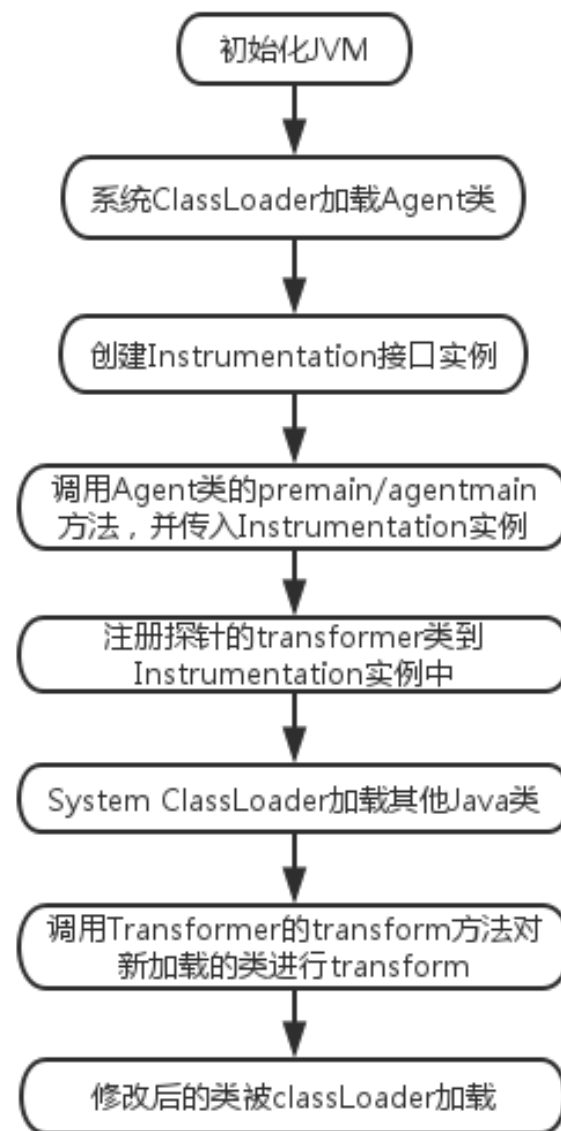 初始化JVM
系统ClassLoader加载Agent类
创建Instrumentation接口实例
调用Agent类的premain/agentmain
方法，并传入Instrumentation实例
注册探针的transformer类到
Instrumentation实例中
System ClassLoader加载其他Java类
调用Transformer的transform方法对
新加载的类进行transform
修改后的类被classLoader加载